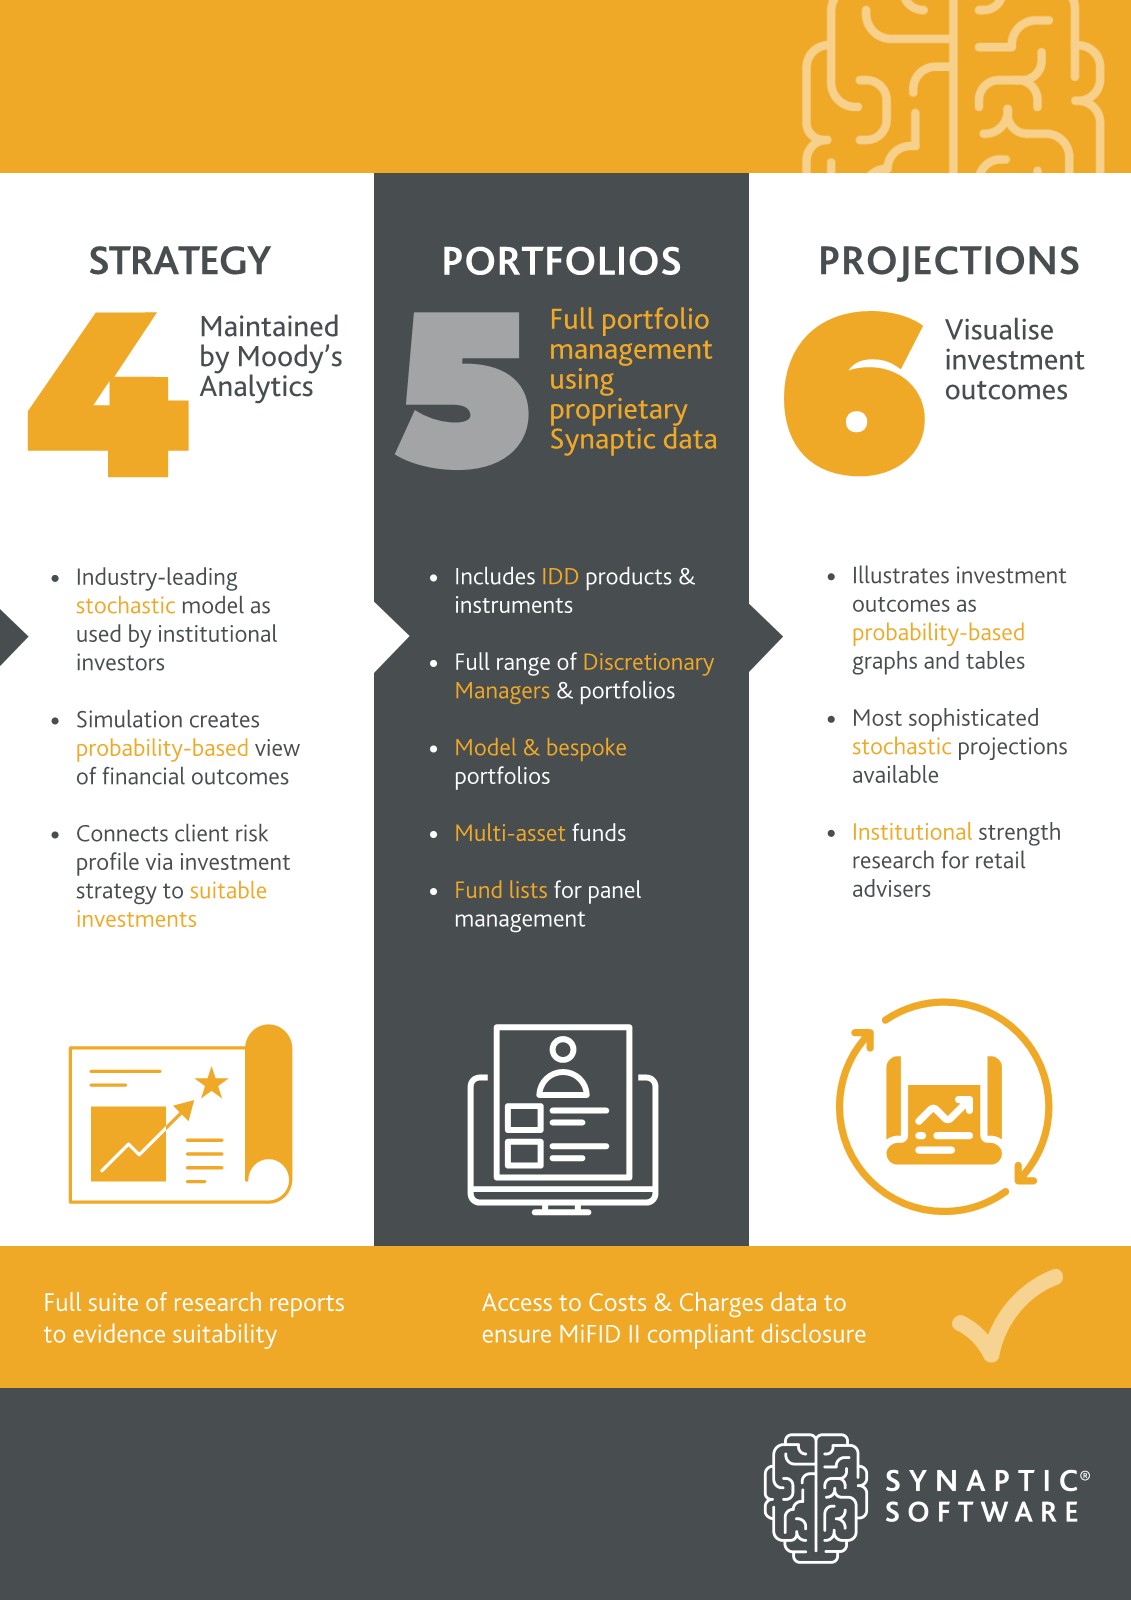 STRATEGY
4
Maintained
by Moody's
Analytics
• Industry-leading
stochastic model as
used by institutional
investors
• Simulation creates
probability-based view
of financial outcomes
• Connects client risk
profile via investment
strategy to suitable
investments
PORTFOLIOS
5
Full portfolio
management
using
proprietary
Synaptic data
• Includes IDD products &
instruments
• Full range of Discretionary
Managers & portfolios
• Model & bespoke
portfolios
• Multi-asset funds
• Fund lists for panel
management
PROJECTIONS
6
Visualise
investment
outcomes
• Illustrates investment
outcomes as
probability-based
graphs and tables
• Most sophisticated
stochastic projections
available
• Institutional strength
research for retail
advisers
Full suite of research reports
to evidence suitability
Access to Costs & Charges data to
ensure MiFID II compliant disclosure
SYNAPTIC®
SOFTWARE